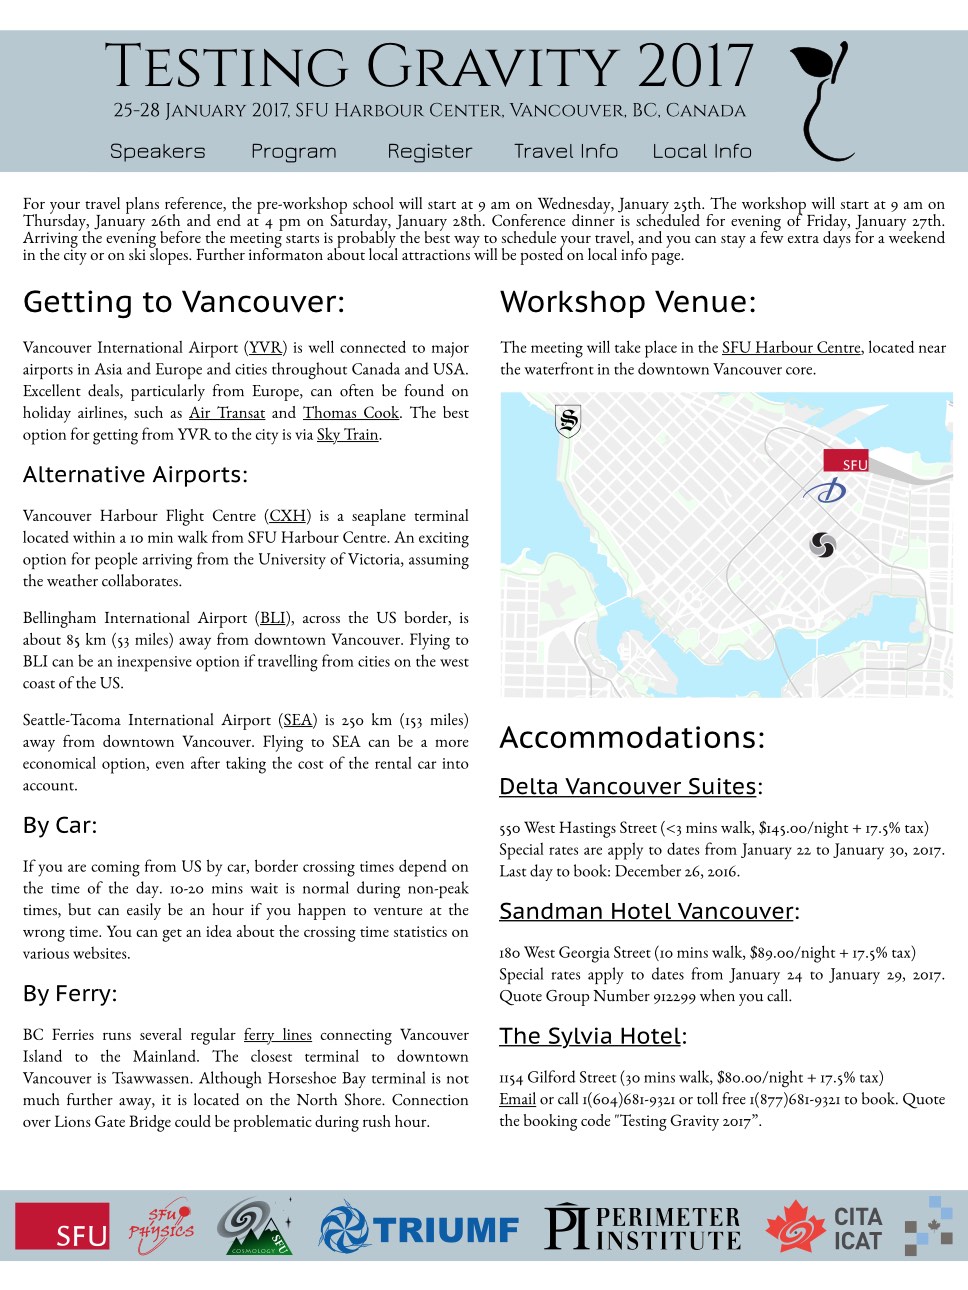 Testing Gravity 2017
25-28 January 2017, SFU Harbour Center, Vancouver, BC, Canada
Speakers Program Register Travel Info Local Info
For your travel plans reference, the pre-workshop school will start at 9 am on Wednesday, January 25th. The workshop will start at 9 am on
Thursday, January 26th and end at 4 pm on Saturday, January 28th. Conference dinner is scheduled for evening of Friday, January 27th.
Arriving the evening before the meeting starts is probably the best way to schedule your travel, and you can stay a few extra days for a weekend
in the city or on ski slopes. Further informaton about local attractions will be posted on local info page.
Getting to Vancouver:
Vancouver International Airport (YVR) is well connected to major
airports in Asia and Europe and cities throughout Canada and USA.
Excellent deals, particularly from Europe, can often be found on
holiday airlines, such as Air Transat and Thomas Cook. The best
option for getting from YVR to the city is via Sky Train.
Alternative Airports:
Vancouver Harbour Flight Centre (CXH) is a seaplane terminal
located within a 10 min walk from SFU Harbour Centre. An exciting
option for people arriving from the University of Victoria, assuming
the weather collaborates.
Bellingham International Airport (BLI), across the US border, is
about 85 km (53 miles) away from downtown Vancouver. Flying to
BLI can be an inexpensive option if travelling from cities on the west
coast of the US.
Seattle-Tacoma International Airport (SEA) is 250 km (153 miles)
away from downtown Vancouver. Flying to SEA can be a more
economical option, even after taking the cost of the rental car into
account.
By Car:
If you are coming from US by car, border crossing times depend on
the time of the day. 10-20 mins wait is normal during non-peak
times, but can easily be an hour if you happen to venture at the
wrong time. You can get an idea about the crossing time statistics on
various websites.
By Ferry:
BC Ferries runs several regular ferry lines connecting Vancouver
Island to the Mainland. The closest terminal to downtown
Vancouver is Tsawwassen. Although Horseshoe Bay terminal is not
much further away, it is located on the North Shore. Connection
over Lions Gate Bridge could be problematic during rush hour.
Workshop Venue:
The meeting will take place in the SFU Harbour Centre, located near
the waterfront in the downtown Vancouver core.
S
SFU
D
Accommodations:
Delta Vancouver Suites:
550 West Hastings Street (<3 mins walk, $145.00/night + 17.5% tax)
Special rates are apply to dates from January 22 to January 30, 2017.
Last day to book: December 26, 2016.
Sandman Hotel Vancouver:
180 West Georgia Street (10 mins walk, $89.00/night + 17.5% tax)
Special rates apply to dates from January 24 to January 29, 2017.
Quote Group Number 912299 when you call.
The Sylvia Hotel:
1154 Gilford Street (30 mins walk, $80.00/night + 17.5% tax)
Email or call 1(604)681-9321 or toll free 1(877)681-9321 to book. Quote
the booking code "Testing Gravity 2017”.
SFU
SFU
PHYSICS
COSMOLOGY
SFU
TRIUMF
PI PERIMETER
INSTITUTE
CITA
ICAT